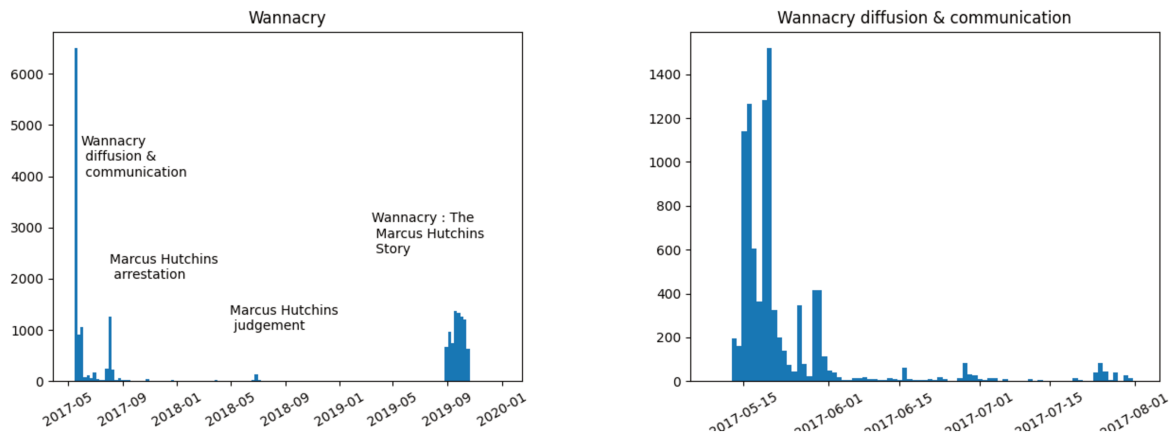 Wannacry
6000
5000
4000
3000
2000
1000
0
Wannacry
diffusion &
communication
Marcus Hutchins
arrestation
Marcus Hutchins
judgement
Wannacry : The
Marcus Hutchins
Story
2017-05
2017-09
2018-01
2018-05
2018-09
2019-01
2019-05
2019-09
2020-01
Wannacry diffusion & communication
1400
1200
1000
800
600
400
200
0
2017-05-15
2017-06-01
2017-06-15
2017-07-01
2017-07-15
2017-08-01